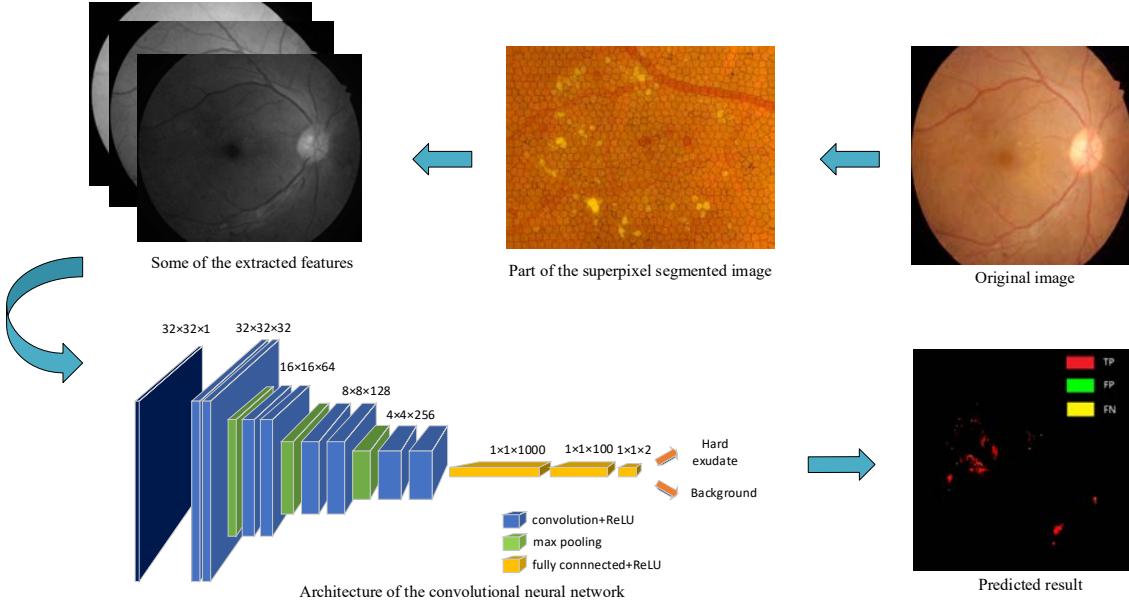 Some of the extracted features
Part of the superpixel segmented image
Original image
32×32×1
32×32×32
16×16×64
8×8×128
4×4×256
1×1×1000
1×1×100
1×1×2
Hard
exudate
Background
convolution+ReLU
max pooling
fully connnected+ReLU
Architecture of the convolutional neural network
TP
FP
FN
Predicted result